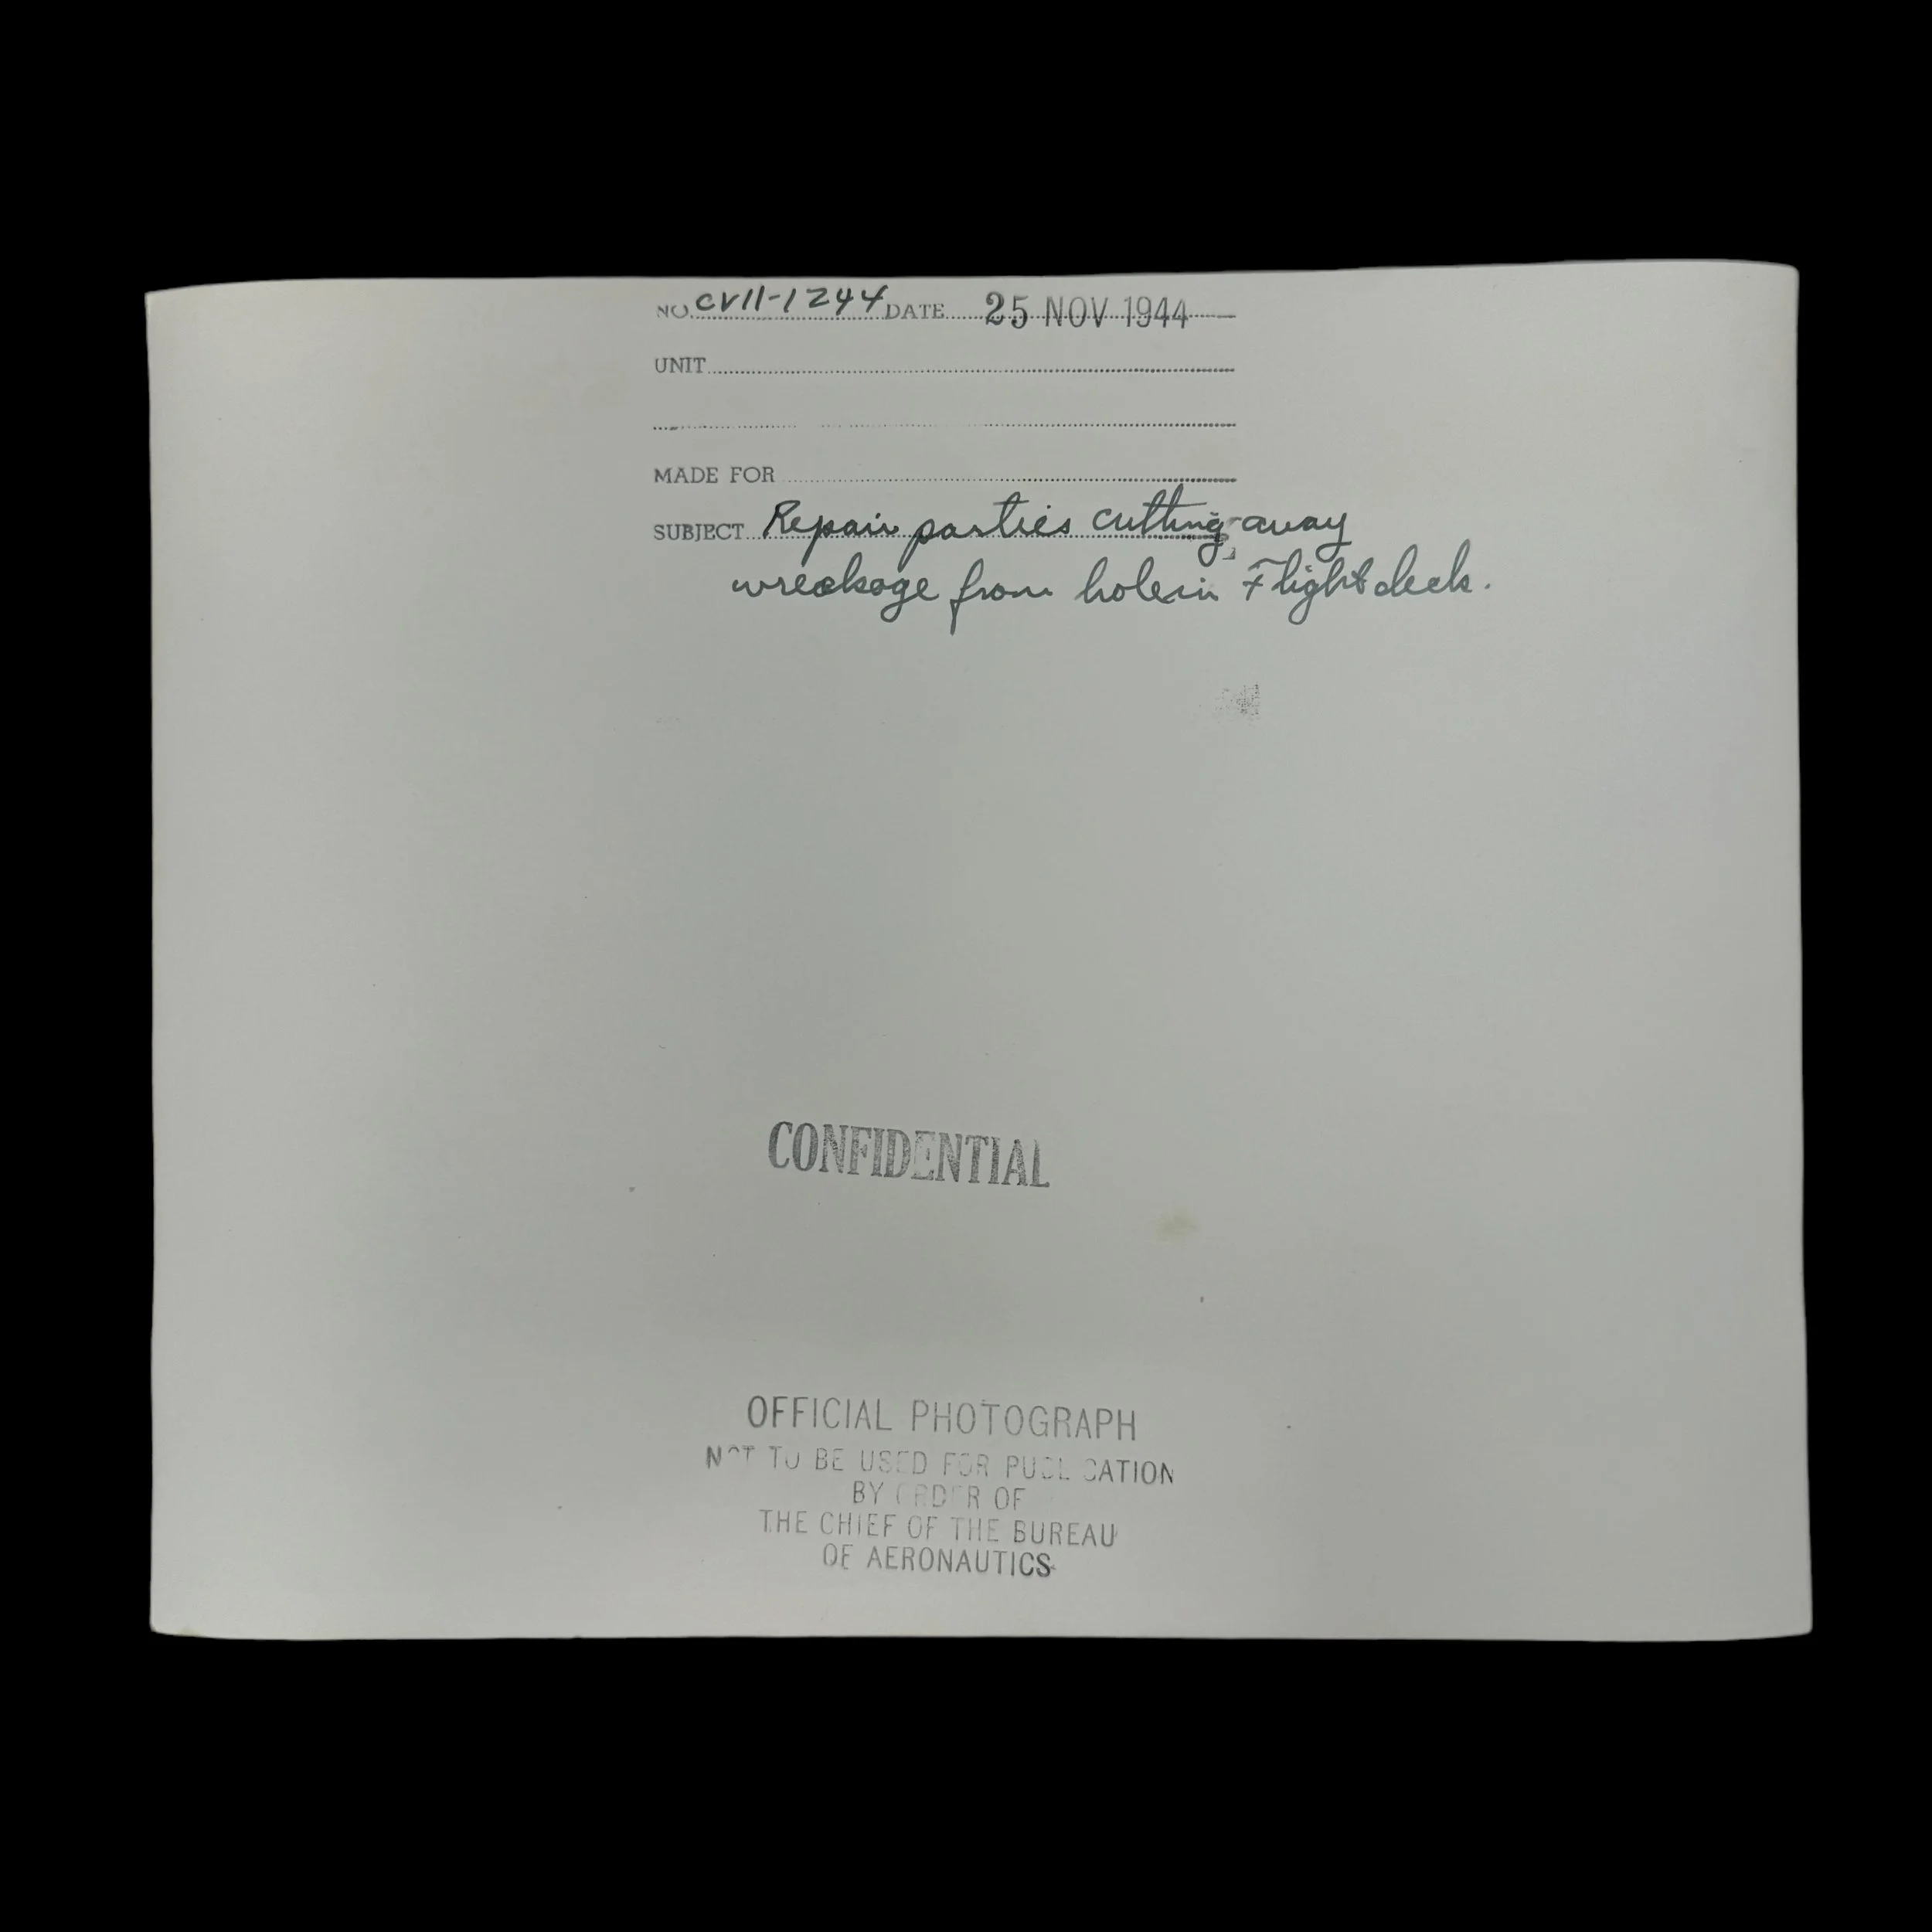 NO. CV11-1244 DATE 25 NOV 1944
UNIT
MADE FOR
SUBJECT Repair parties cutting away
wreckage from hole in Flight deck.
CONFIDENTIAL
OFFICIAL PHOTOGRAPH
NOT TO BE USED FOR PUBLICATION
BY ORDER OF
THE CHIEF OF THE BUREAU
OF AERONAUTICS